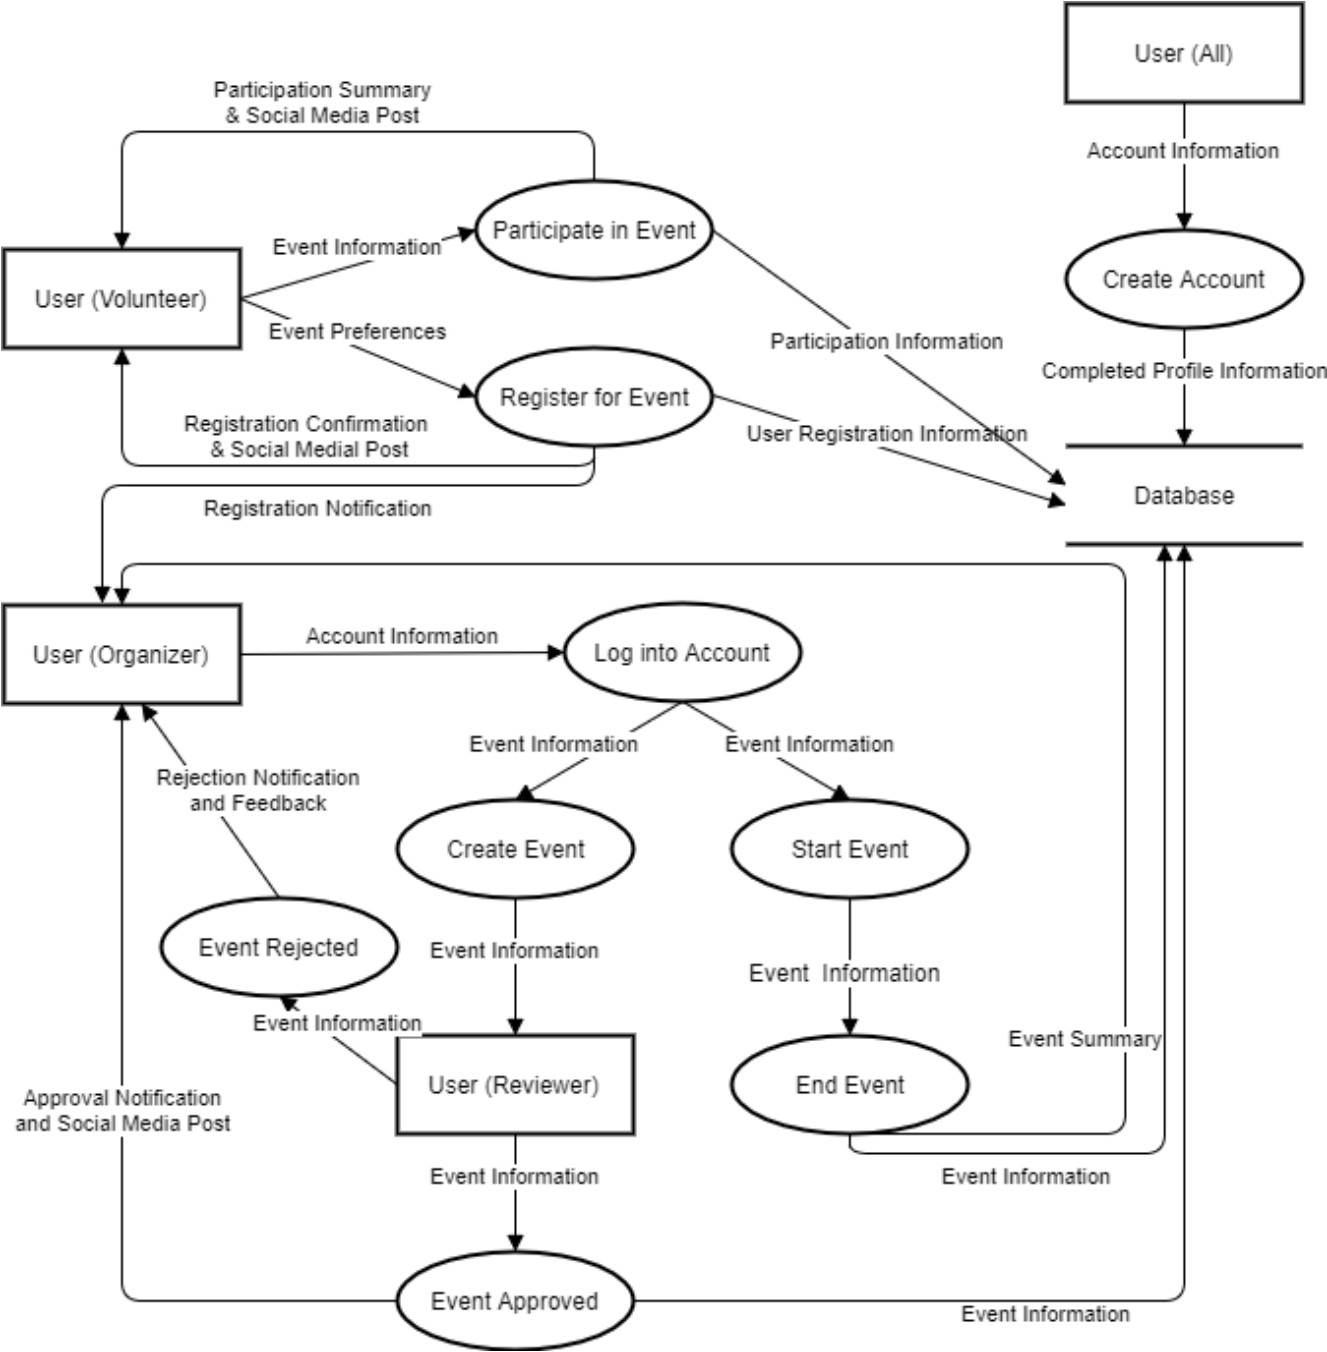 User (All)
Participation Summary
& Social Media Post
Account Information
Participate in Event
Event Information
Create Account
User (Volunteer)
Event Preferences
Participation Information
Completed Profile Information
Register for Event
Registration Confirmation
& Social Medial Post
User Registration Information
Database
Registration Notification
User (Organizer)
Account Information
Log into Account
Event Information
Event Information
Rejection Notification
and Feedback
Create Event
Start Event
Event Rejected
Event Information
Event Information
Event Information
Event Summary
User (Reviewer)
End Event
Approval Notification
and Social Media Post
Event Information
Event Information
Event Approved
Event Information